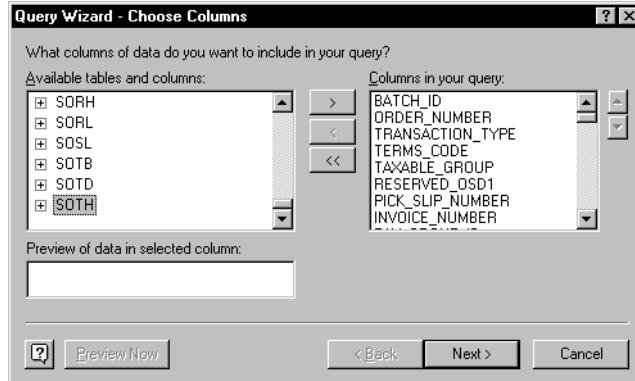 Query Wizard - Choose Columns
What columns of data do you want to include in your query?
Available tables and columns:
SORH
SORL
SOSL
SOTB
SOTD
SOTH
>
<
<<
Columns in your query:
BATCH_ID
ORDER_NUMBER
TRANSACTION_TYPE
TERMS_CODE
TAXABLE_GROUP
RESERVED_OSD1
PICK_SLIP_NUMBER
INVOICE_NUMBER
Preview of data in selected column:
Preview Now
< Back
Next >
Cancel